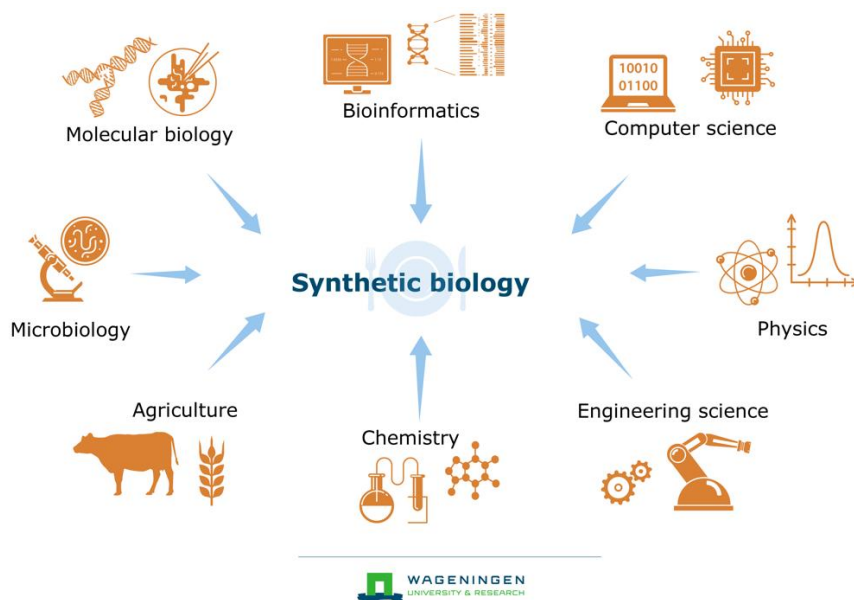 Bioinformatics
Molecular biology
Computer science
10010
01100
Synthetic biology
Microbiology
Physics
Agriculture
Chemistry
Engineering science
WAGENINGEN
UNIVERSITY & RESEARCH